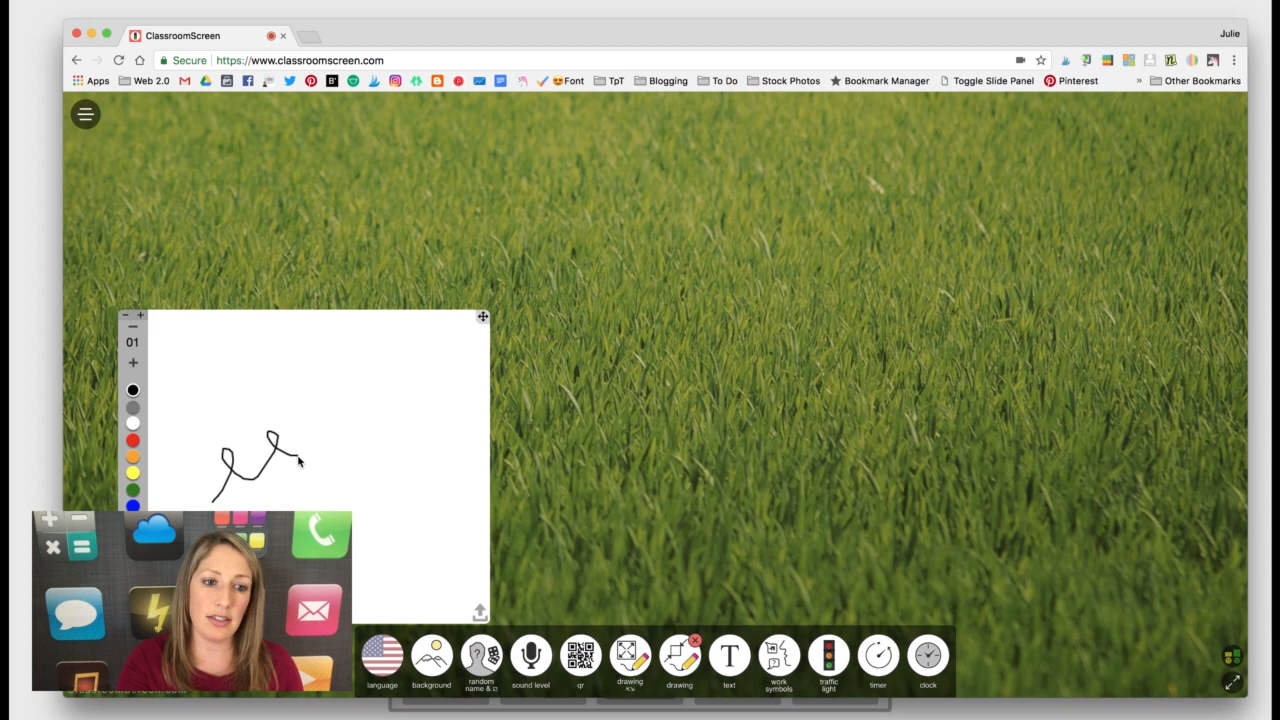 ClassroomScreen
Julie
Secure https://www.classroomscreen.com
Apps Web 2.0 Font TpT Blogging To Do Stock Photos Bookmark Manager Toggle Slide Panel Pinterest » Other Bookmarks
01
language background random name & sound level qr drawing drawing text work symbols traffic light timer clock
ClassroomScreen.com